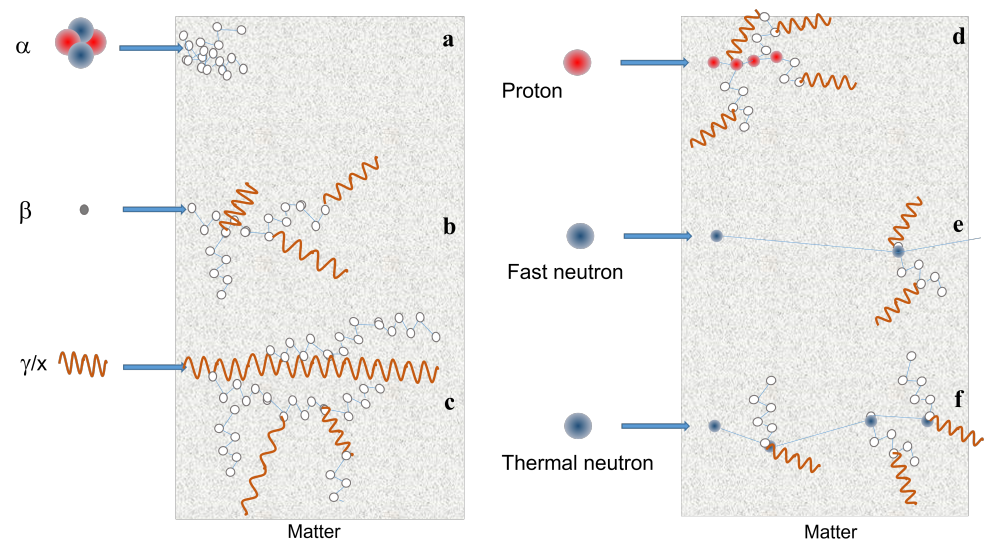 α
a
β
b
γ/x
c
Matter
Proton
d
Fast neutron
e
Thermal neutron
f
Matter